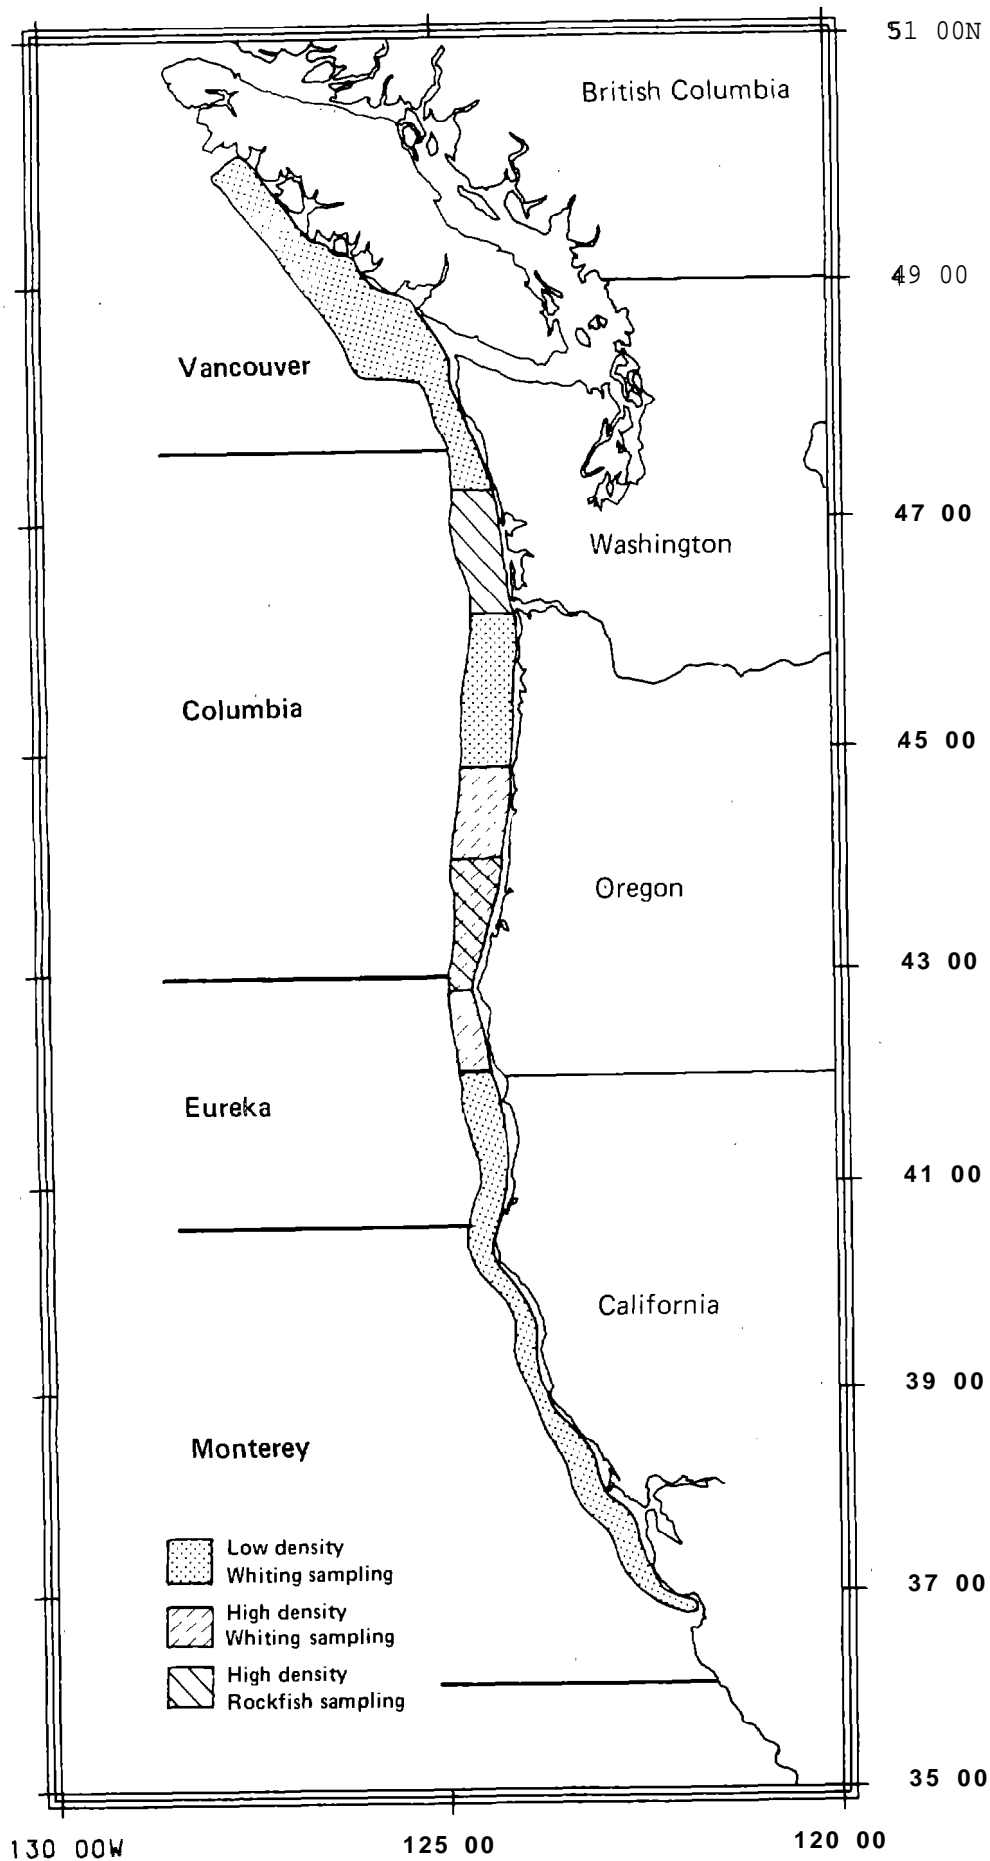 51 00N
British Columbia
49 00
Vancouver
47 00
Washington
Columbia
45 00
Oregon
43 00
Eureka
41 00
California
39 00
Monterey
Low density
Whiting sampling
37 00
High density
Whiting sampling
High density
Rockfish sampling
35 00
130 00W
125 00
120 00